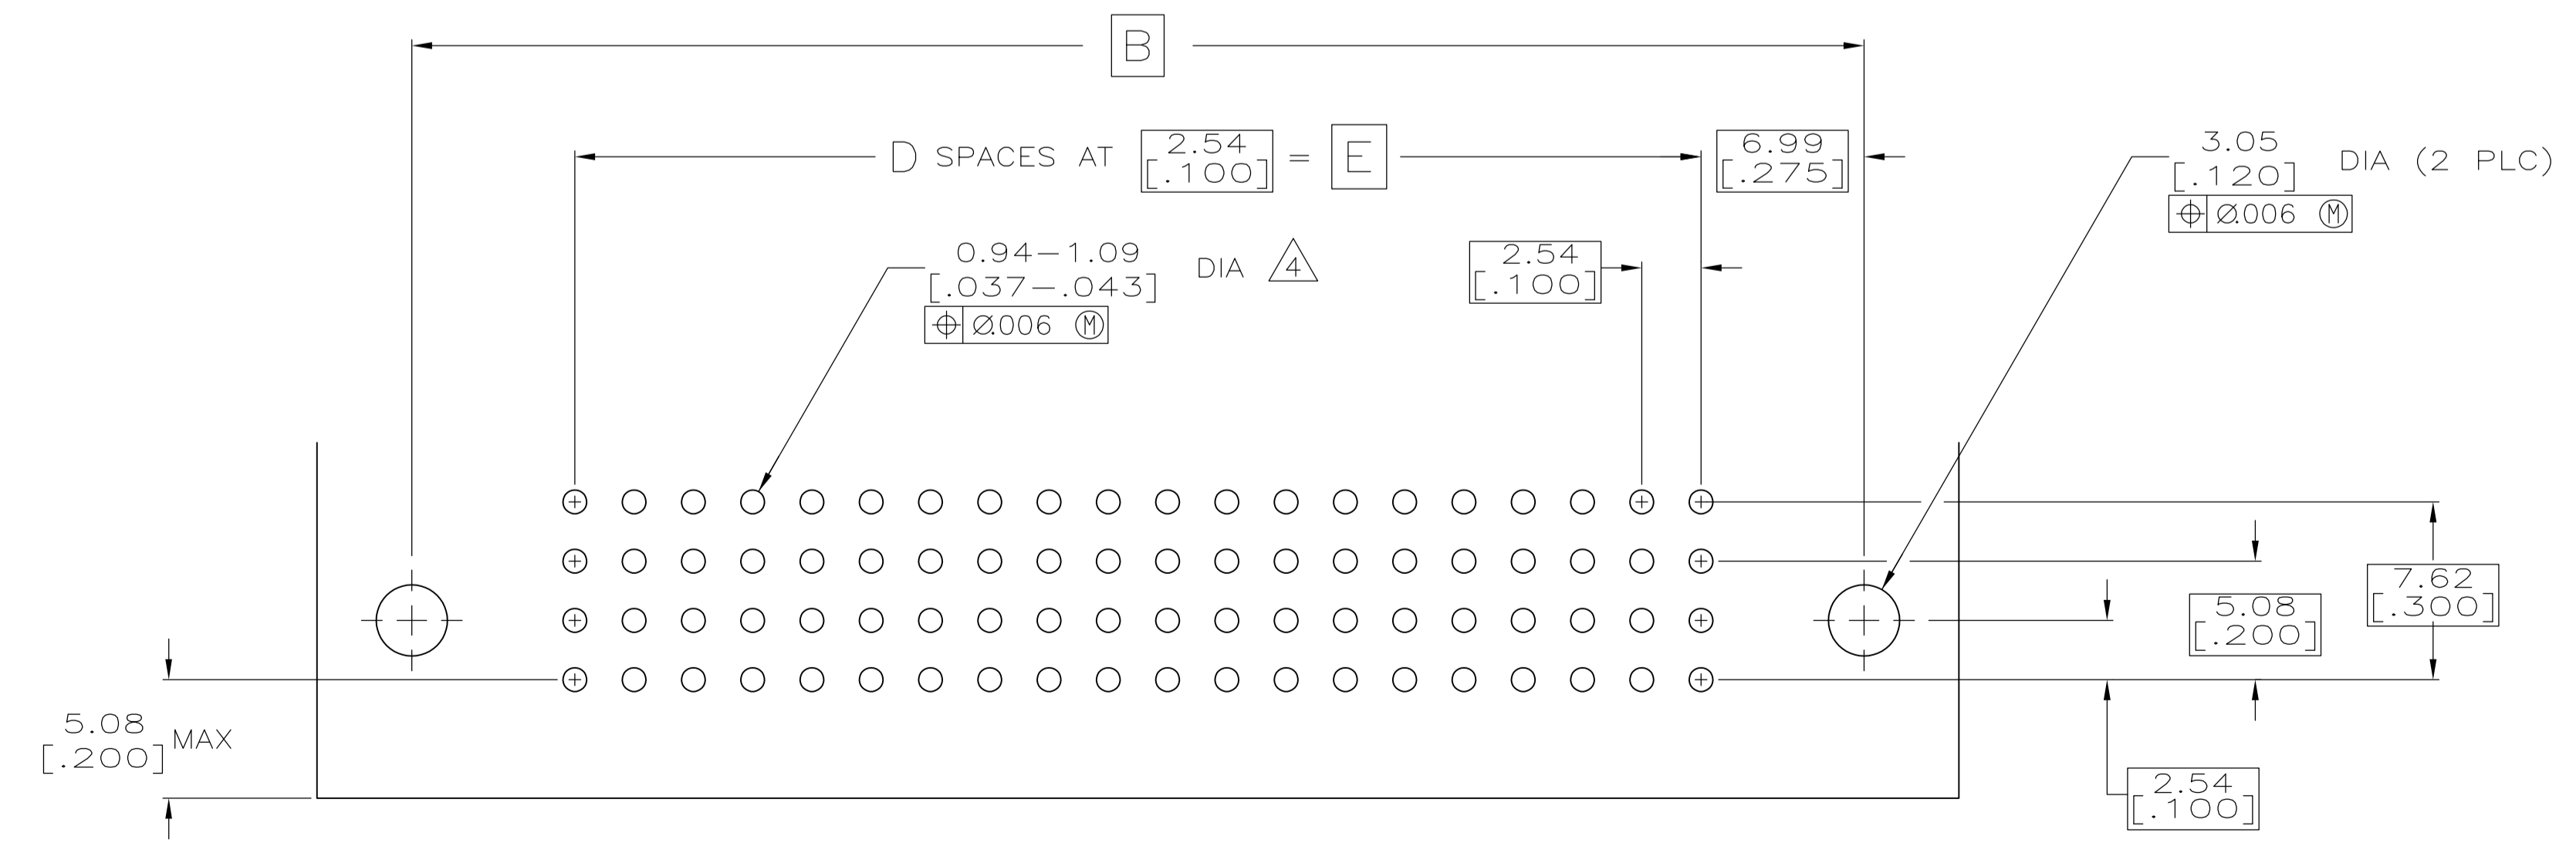 B
D SPACES AT 2.54 = E
[.100]
6.99
[.275]
3.05
[.120] DIA (2 PLC)
⌖ Ø.006 Ⓜ
0.94–1.09
[.037–.043] DIA 4
⌖ Ø.006 Ⓜ
2.54
[.100]
7.62
[.300]
5.08
[.200]
5.08
[.200] MAX
2.54
[.100]